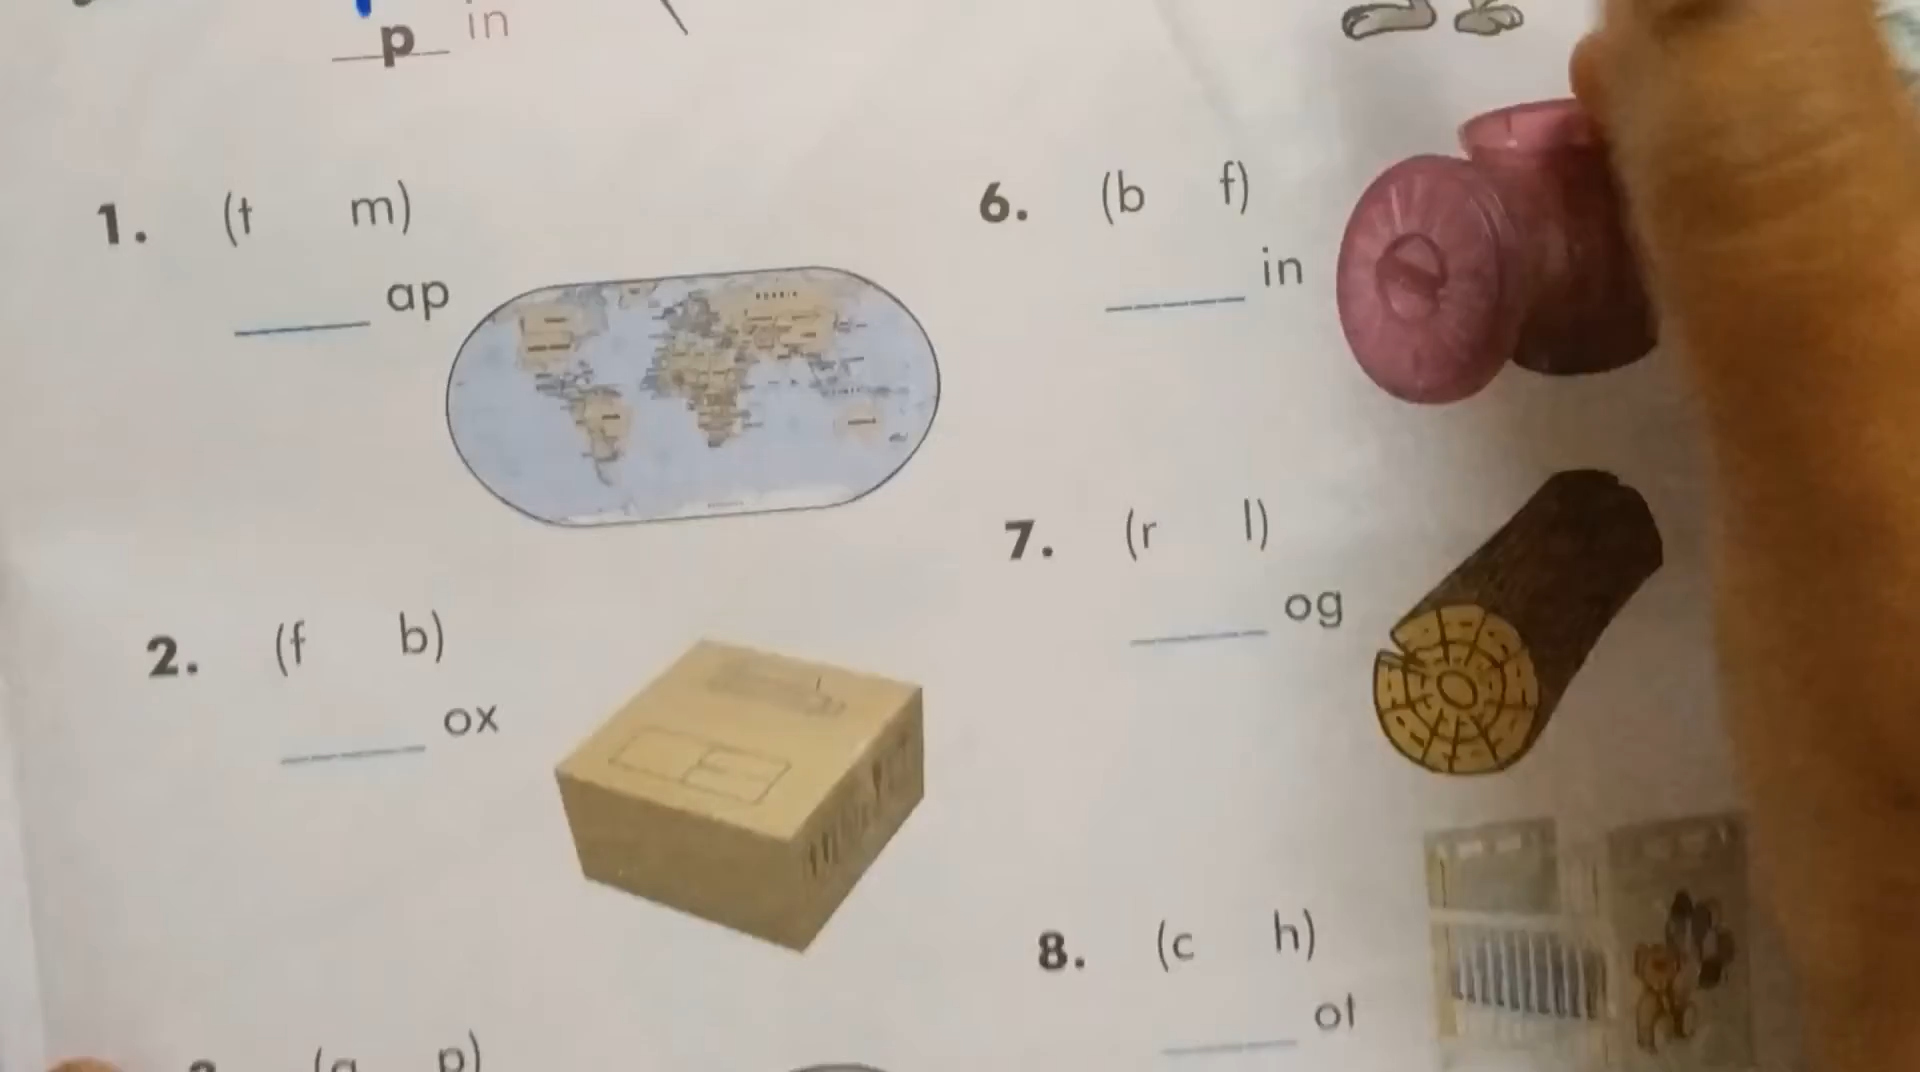 p in
1. (t m)
ap
2. (f b)
ox
p)
6. (b f)
in
7. (r l)
og
8. (c h)
ot